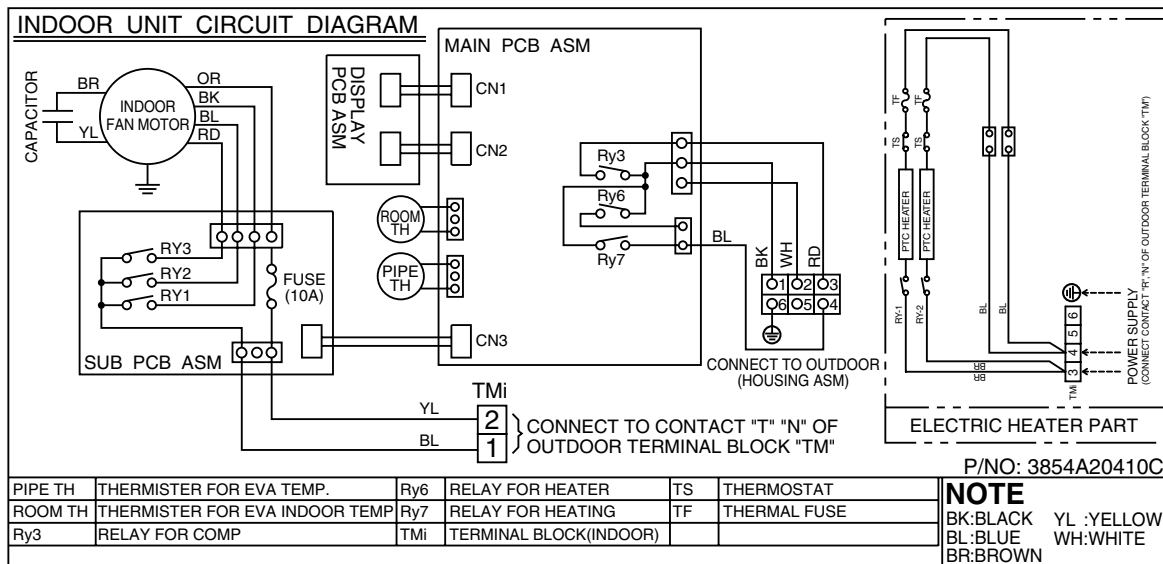 INDOOR UNIT CIRCUIT DIAGRAM
CAPACITOR
BR
YL
INDOOR
FAN MOTOR
OR
BK
BL
RD
DISPLAY
PCB ASM
MAIN PCB ASM
CN1
CN2
ROOM
TH
PIPE
TH
CN3
Ry3
Ry6
Ry7
BL
BK
WH
RD
1 2 3
6 5 4
CONNECT TO OUTDOOR
(HOUSING ASM)
RY3
RY2
RY1
FUSE
(10A)
SUB PCB ASM
YL
BL
TMi
2
1
CONNECT TO CONTACT "T" "N" OF
OUTDOOR TERMINAL BLOCK "TM"
TF
TF
TS
TS
PTC HEATER
PTC HEATER
RY-1
RY-2
BL
BL
BR
BR
6
5
4
3
TMi
POWER SUPPLY
(CONNECT CONTACT "R", "N" OF OUTDOOR TERMINAL BLOCK "TM")
ELECTRIC HEATER PART
P/NO: 3854A20410C
PIPE TH THERMISTER FOR EVA TEMP. Ry6 RELAY FOR HEATER TS THERMOSTAT
ROOM TH THERMISTER FOR EVA INDOOR TEMP Ry7 RELAY FOR HEATING TF THERMAL FUSE
Ry3 RELAY FOR COMP TMi TERMINAL BLOCK(INDOOR)
NOTE
BK:BLACK YL :YELLOW
BL:BLUE WH:WHITE
BR:BROWN